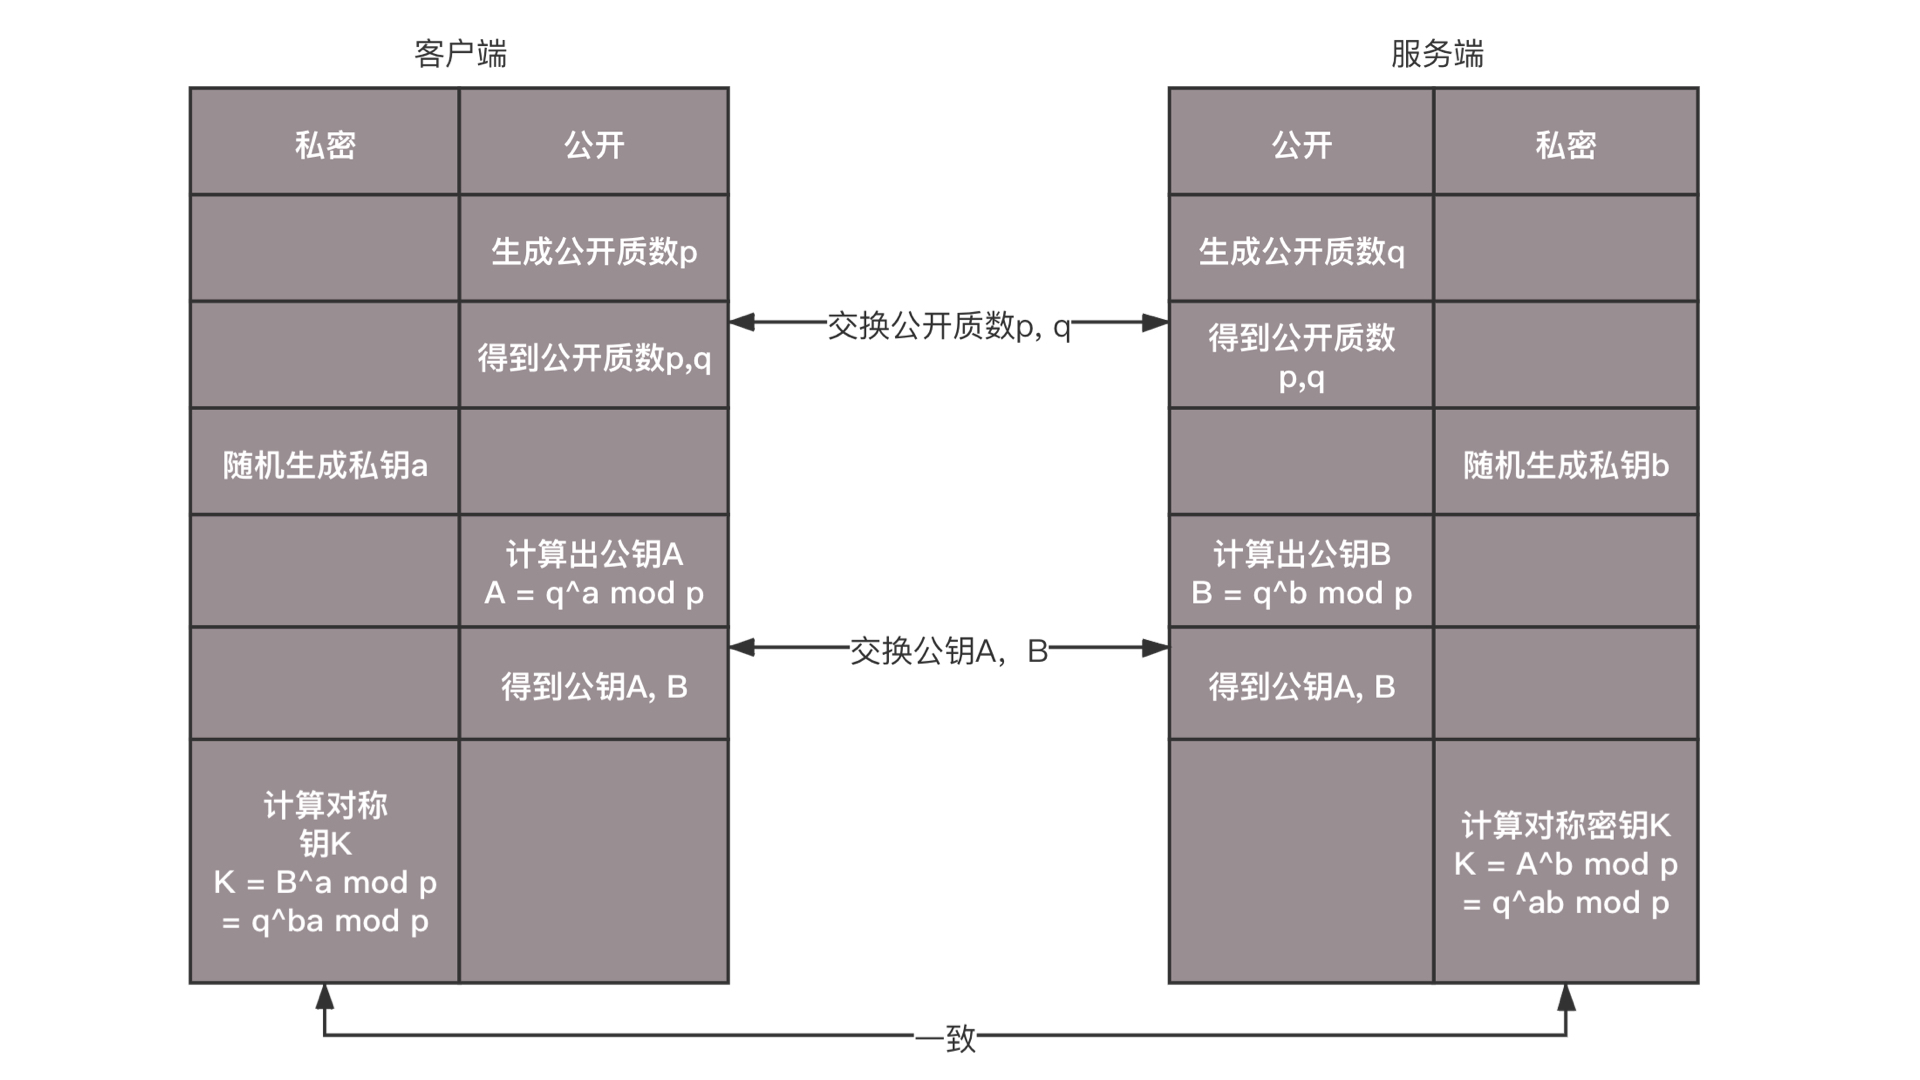 客户端
服务端
私密
公开
公开
私密
生成公开质数p
生成公开质数q
交换公开质数p, q
得到公开质数p,q
得到公开质数
p,q
随机生成私钥a
随机生成私钥b
计算出公钥A
A = q^a mod p
计算出公钥B
B = q^b mod p
交换公钥A，B
得到公钥A, B
得到公钥A, B
计算对称
钥K
K = B^a mod p
= q^ba mod p
计算对称密钥K
K = A^b mod p
= q^ab mod p
一致